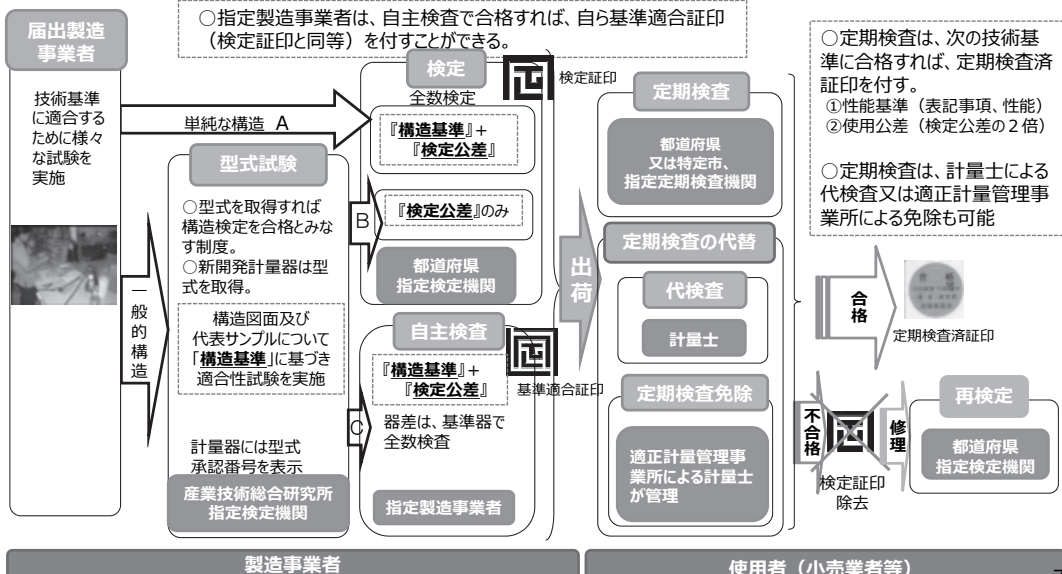 ○指定製造事業者は、自主検査で合格すれば、自ら基準適合証印
（検定証印と同等）を付すことができる。
届出製造
事業者
技術基準
に適合する
ために様々
な試験を
実施
単純な構造 A
一般的構造
型式試験
○型式を取得すれば
構造検定を合格とみな
す制度。
○新開発計量器は型
式を取得。
構造図面及び
代表サンプルについて
「構造基準」に基づき
適合性試験を実施
計量器には型式
承認番号を表示
産業技術総合研究所
指定検定機関
検定
検定証印
全数検定
『構造基準』+
『検定公差』
B
『検定公差』のみ
都道府県
指定検定機関
自主検査
基準適合証印
『構造基準』+
『検定公差』
C
器差は、基準器で
全数検査
指定製造事業者
出荷
定期検査
都道府県
又は特定市、
指定定期検査機関
定期検査の代替
代検査
計量士
定期検査免除
適正計量管理事
業所による計量士
が管理
○定期検査は、次の技術基
準に合格すれば、定期検査済
証印を付す。
①性能基準（表記事項、性能）
②使用公差（検定公差の２倍）
○定期検査は、計量士による
代検査又は適正計量管理事
業所による免除も可能
合格
定期検査済証印
不合格
検定証印
除去
修理
再検定
都道府県
指定検定機関
製造事業者
使用者（小売業者等）